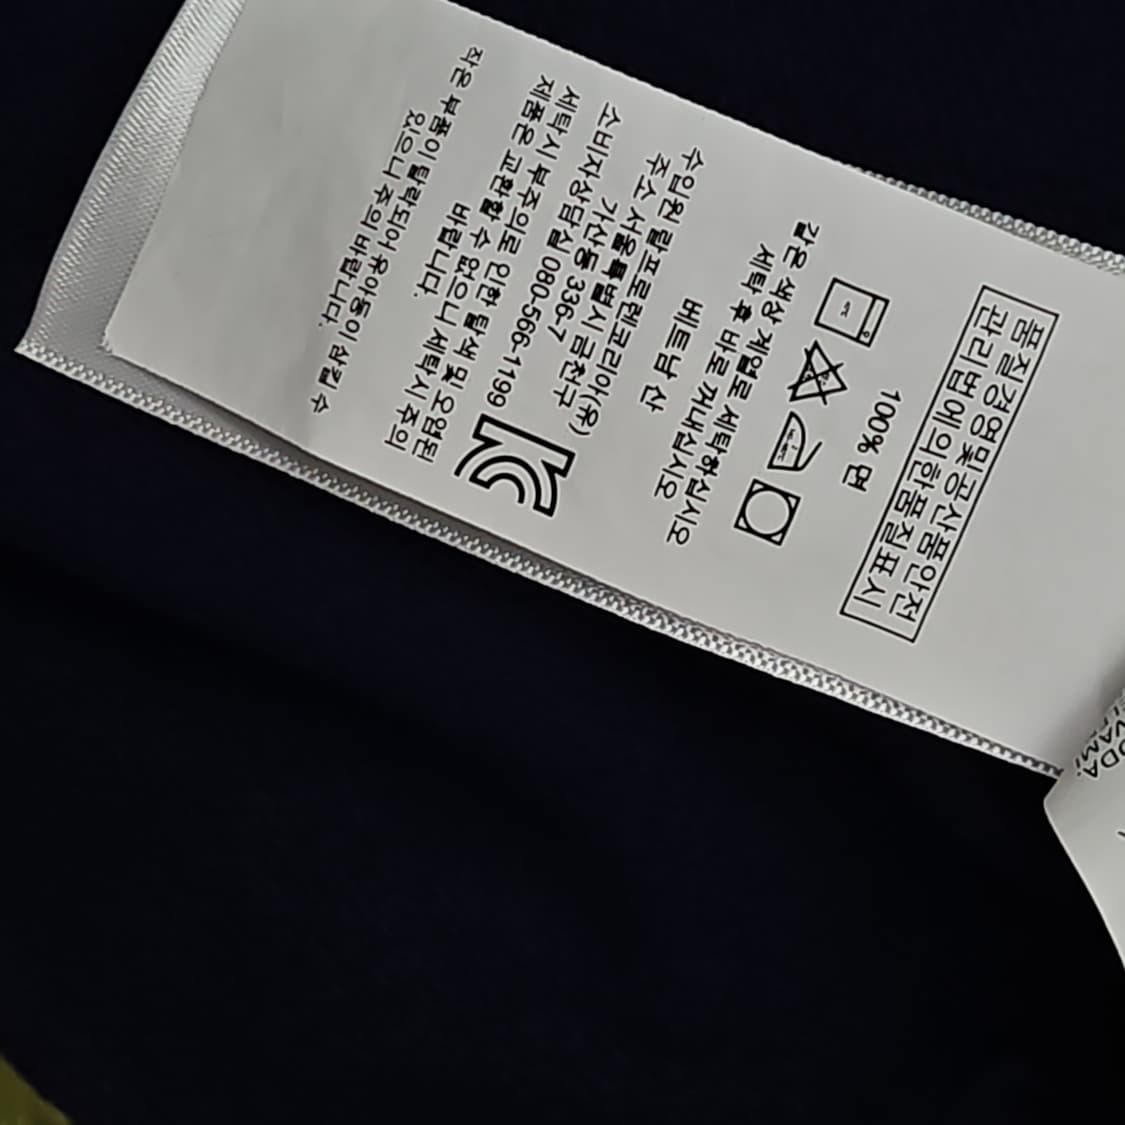 품질경영및공산품안전
관리법에의한품질표시
100% 면
같은 색상 계열로 세탁하십시오
세탁 후 바로 꺼내십시오
베트남 산
수입원 랄프로렌코리아(유)
주소 서울특별시 금천구
가산동 336-7
소비자상담실 080-566-1199
세탁시 부주의로 인한 탈색 및 오염된
제품은 교환할 수 없으니 세탁시 주의
바랍니다.
작은 부품이 탈락되어 유아동이 삼킬 수
있으니 주의 바랍니다.